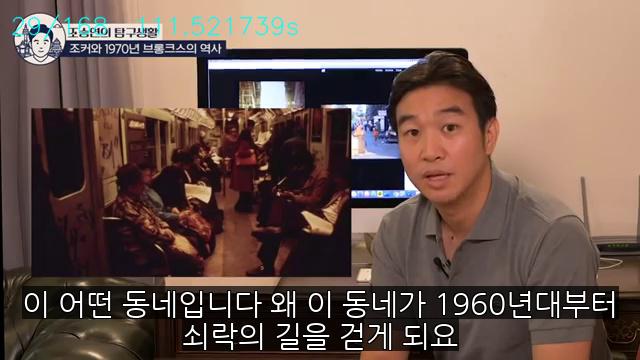 29/168 111.521739s
조승연의 탐구생활
조커와 1970년 브롱크스의 역사
이 어떤 동네입니다 왜 이 동네가 1960년대부터
쇠락의 길을 걷게 되요